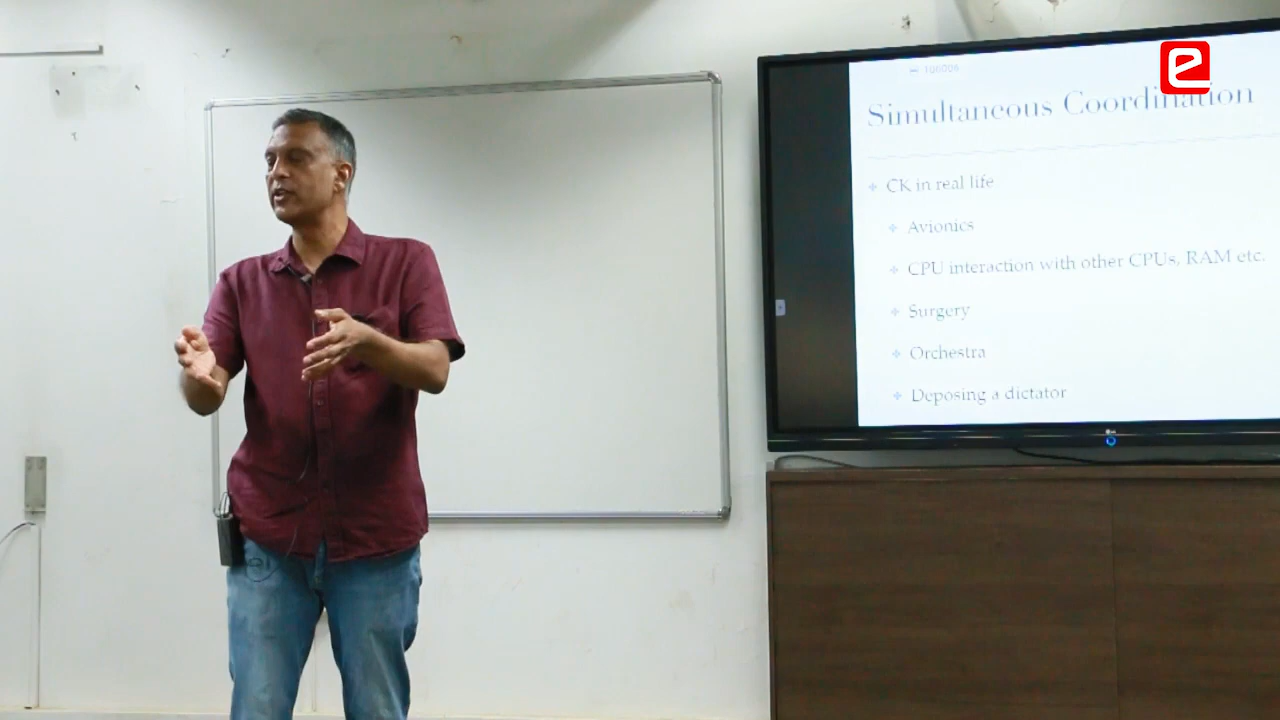 Simultaneous Coordination
CK in real life
Avionics
CPU interaction with other CPUs, RAM etc.
Surgery
Orchestra
Deposing a dictator
e